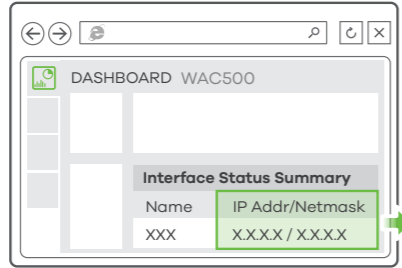 DASHBOARD WAC500
Interface Status Summary
Name IP Addr/Netmask
XXX X.X.X.X / X.X.X.X